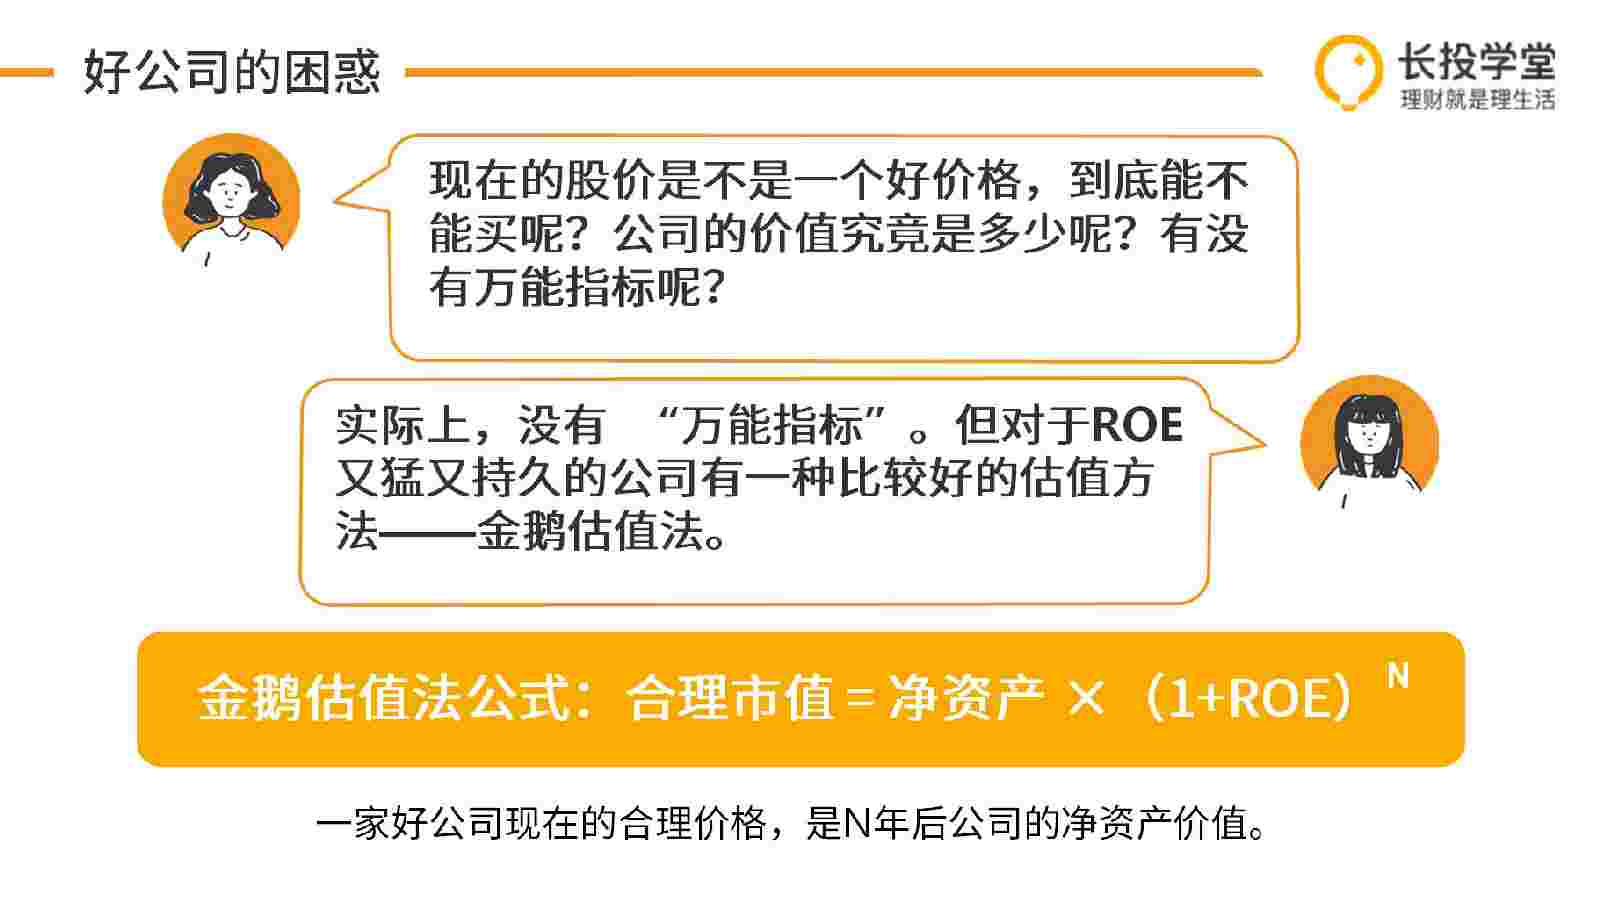 好公司的困惑
长投学堂
理财就是理生活
现在的股价是不是一个好价格，到底能不
能买呢？公司的价值究竟是多少呢？有没
有万能指标呢？
实际上，没有 “万能指标”。但对于ROE
又猛又持久的公司有一种比较好的估值方
法——金鹅估值法。
金鹅估值法公式：合理市值 = 净资产 ×（1+ROE）N
一家好公司现在的合理价格，是N年后公司的净资产价值。